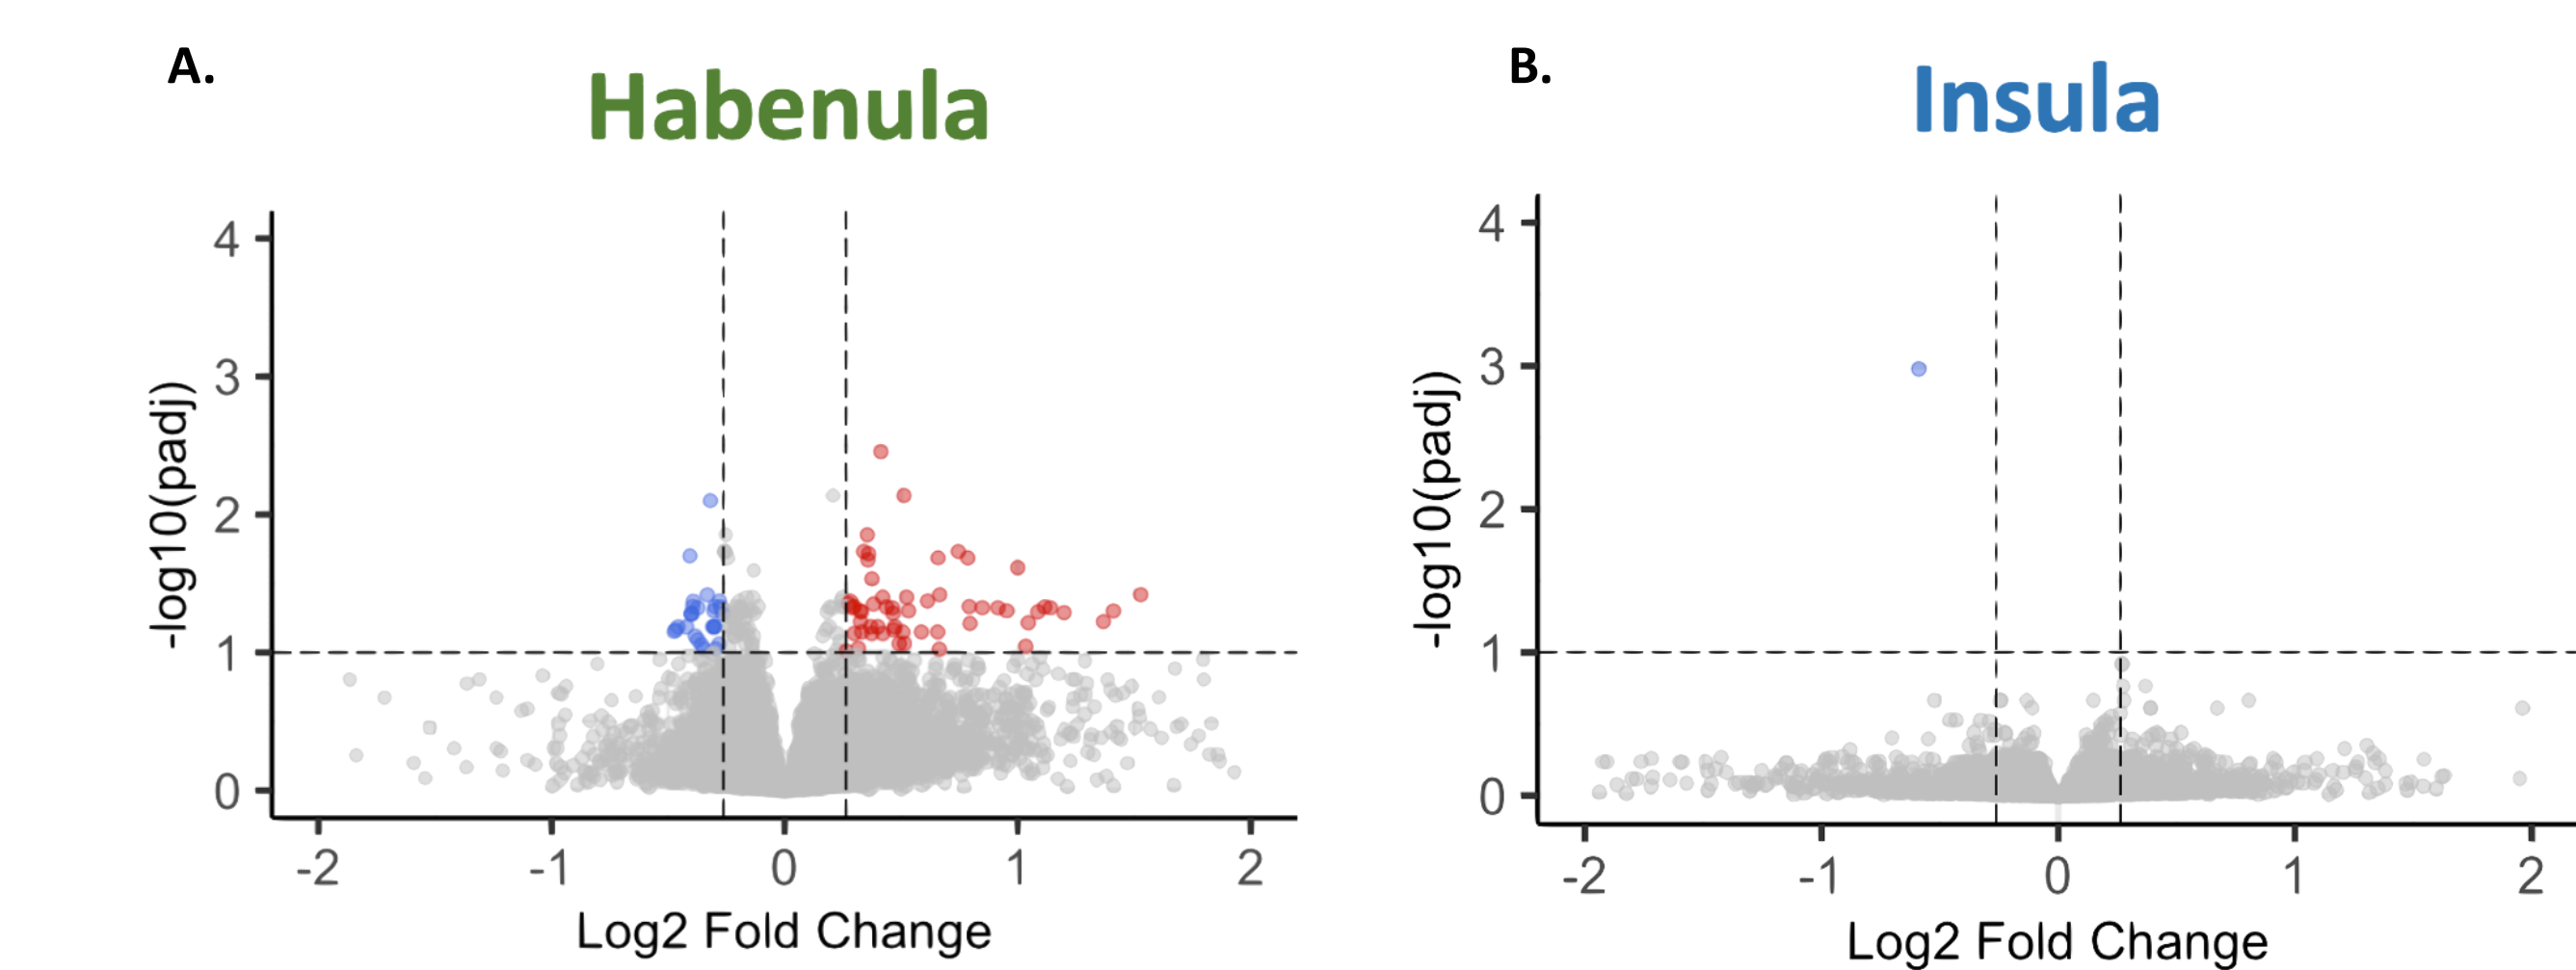 A.
Habenula
4
3
2
1
0
-log10(padj)
-2 -1 0 1 2
Log2 Fold Change
B.
Insula
4
3
2
1
0
-log10(padj)
-2 -1 0 1 2
Log2 Fold Change